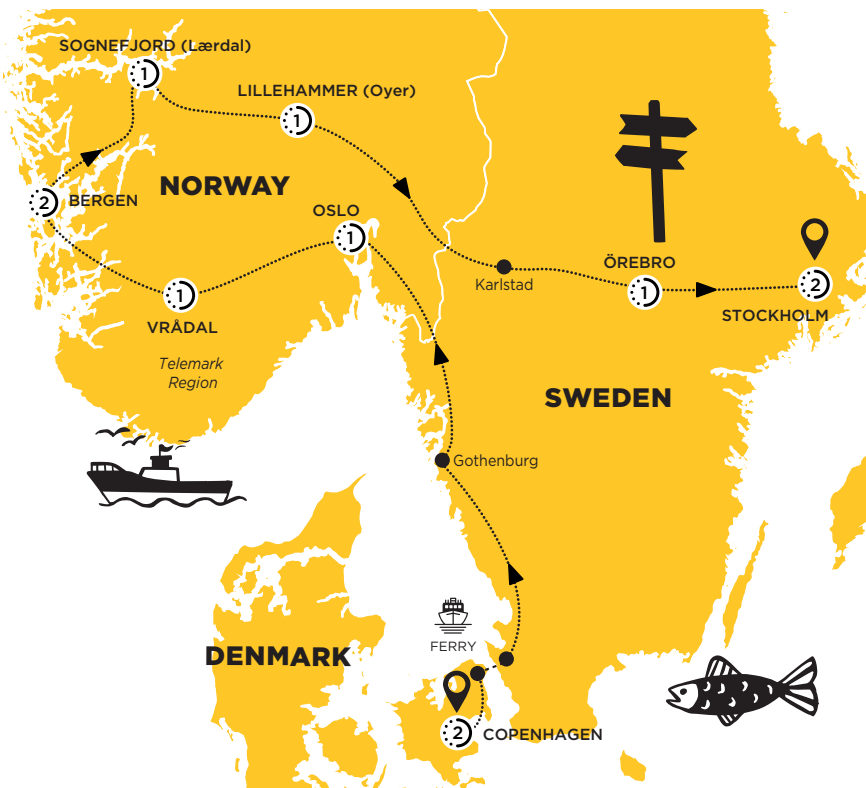 SOGNEFJORD (Lærdal)
1
LILLEHAMMER (Oyer)
1
NORWAY
2
BERGEN
OSLO
1
ÖREBRO
1
Karlstad
2
STOCKHOLM
1
VRÅDAL
Telemark
Region
SWEDEN
Gothenburg
FERRY
DENMARK
2
COPENHAGEN